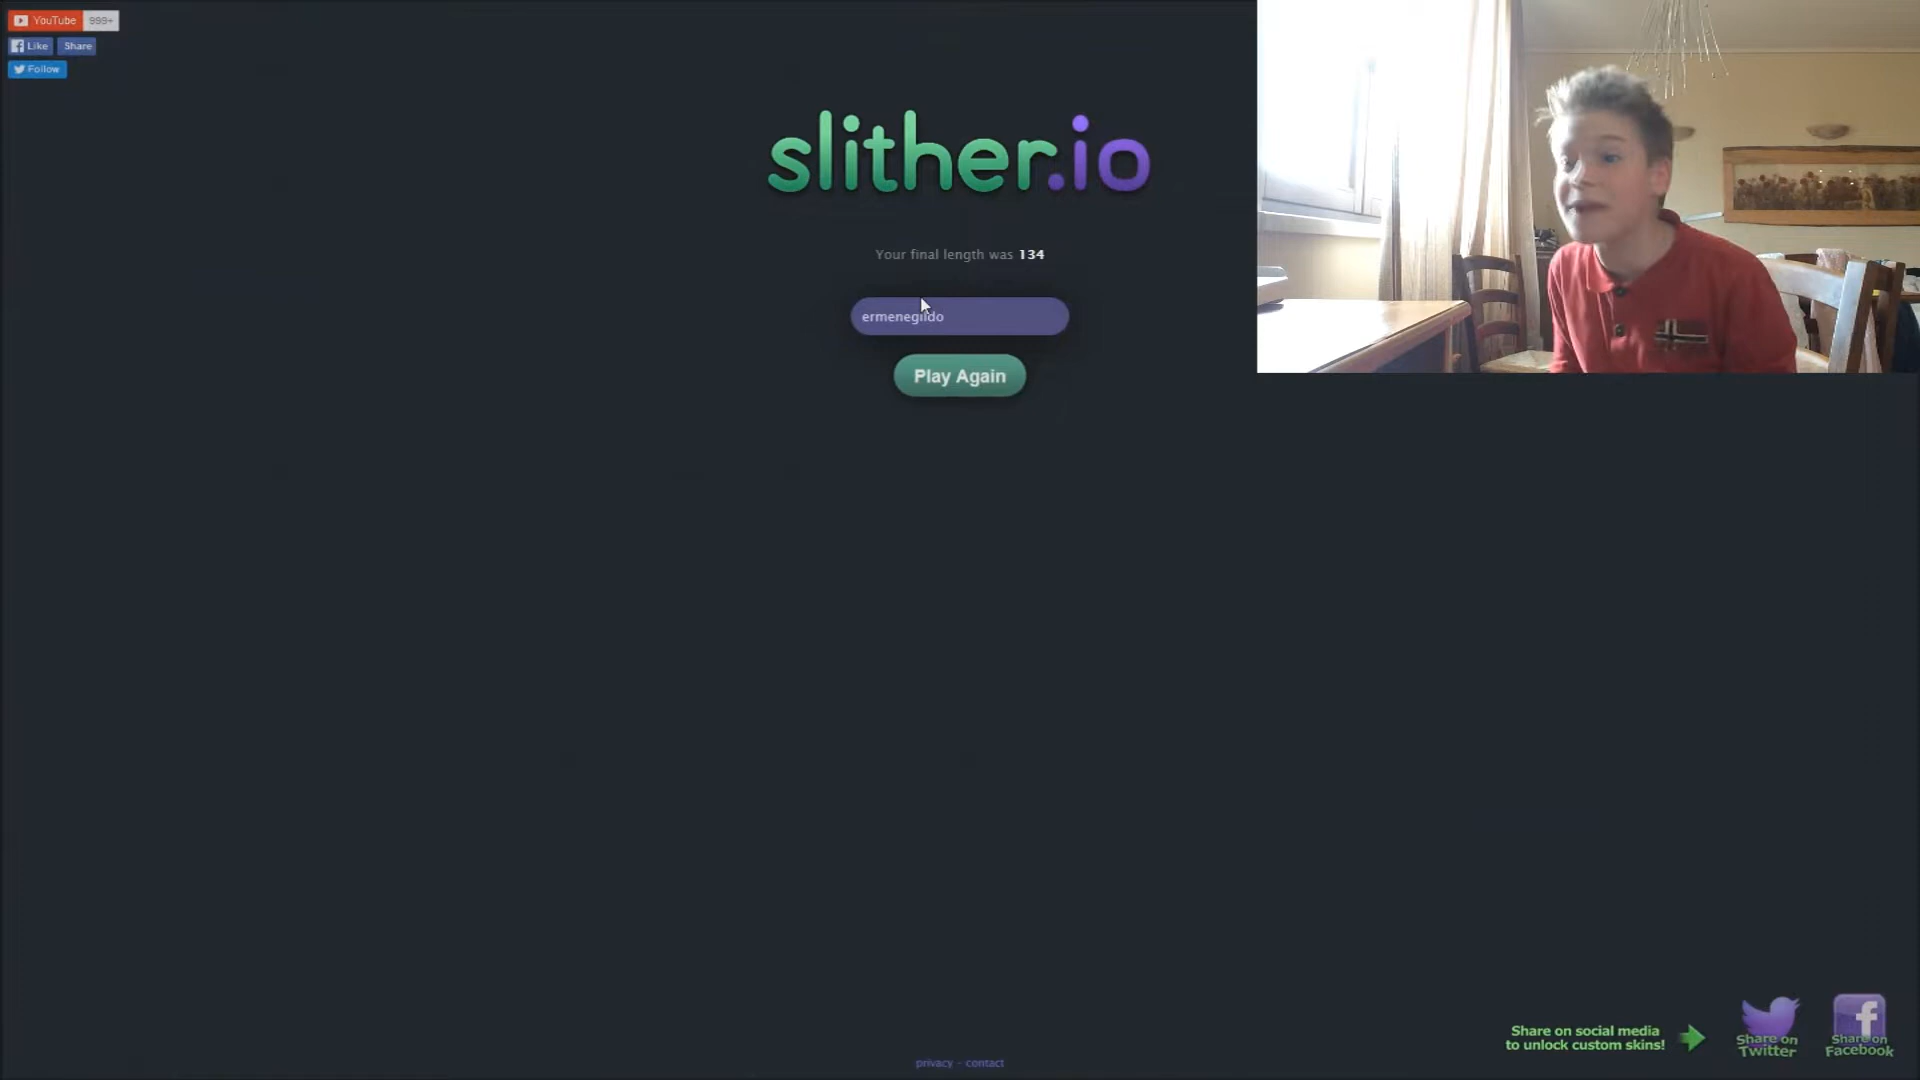 YouTube 999+
Like Share
Follow
slither.io
Your final length was 134
ermenegildo
Play Again
Share on social media
to unlock custom skins!
Share on
Twitter
Share on
Facebook
privacy - contact